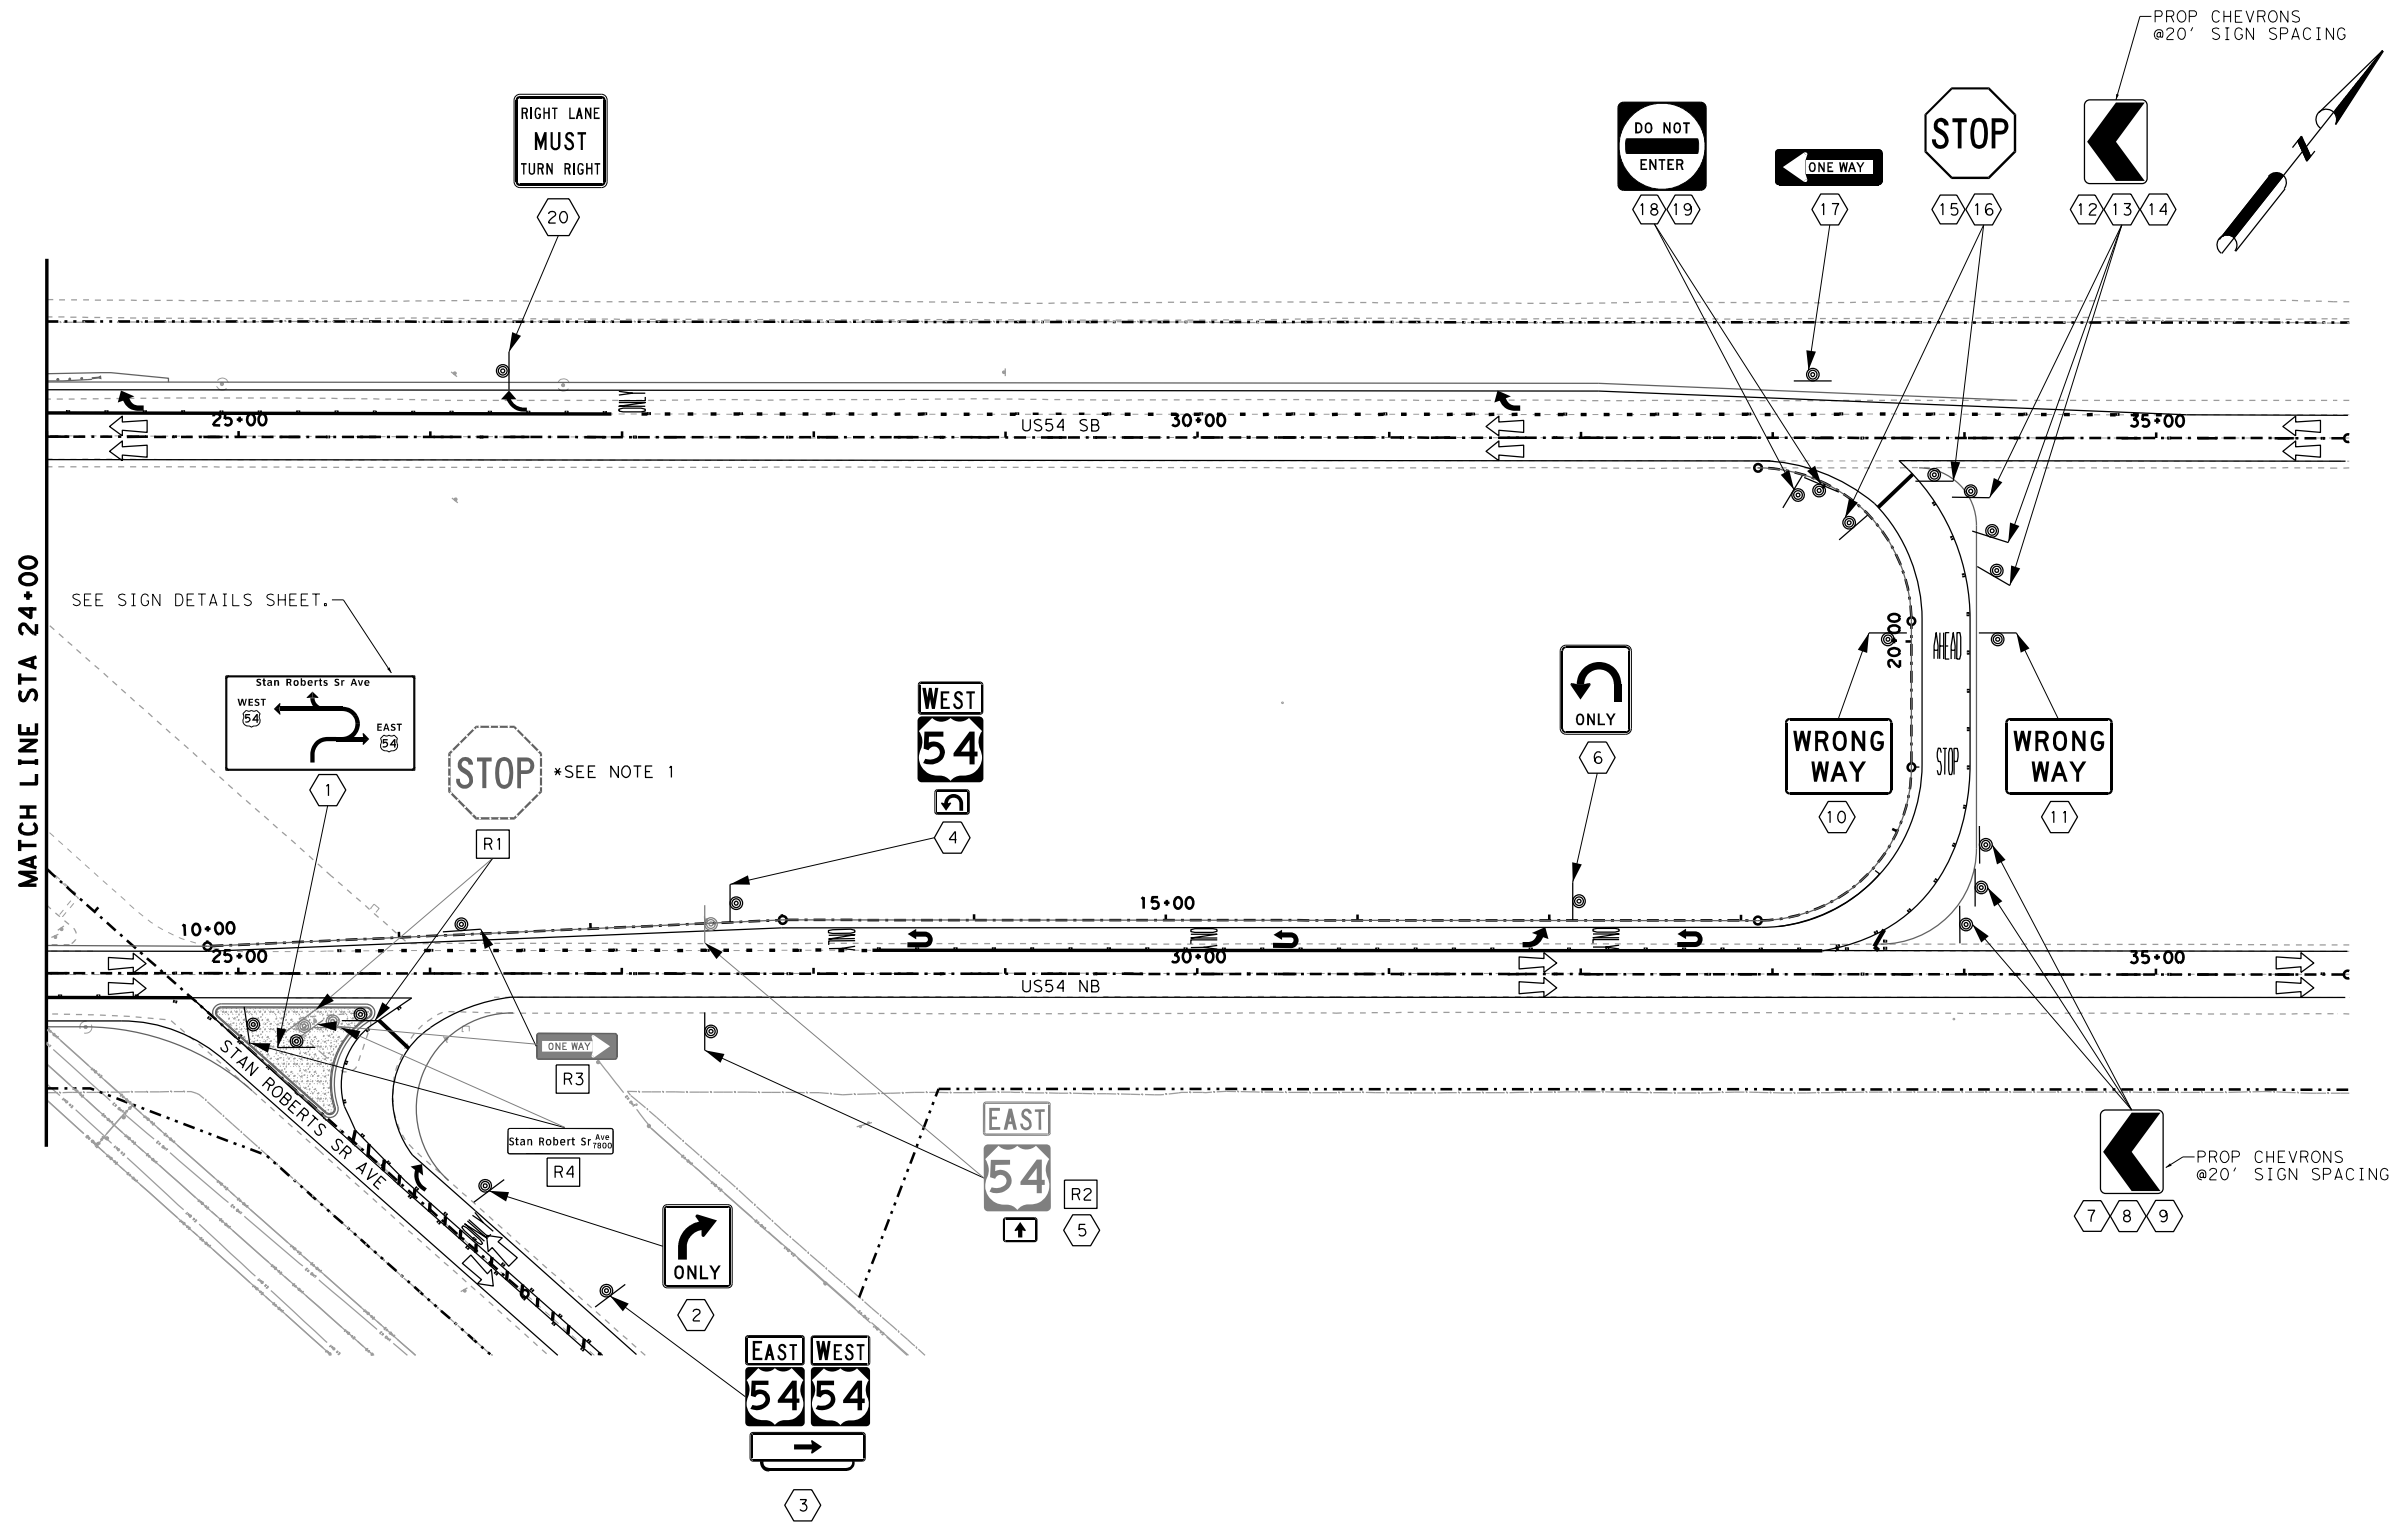 PROP CHEVRONS
@20' SIGN SPACING
RIGHT LANE
MUST
TURN RIGHT
20
DO NOT
ENTER
18 19
ONE WAY
17
STOP
15 16
12 13 14
N
ONLY
25+00
US54 SB
30+00
35+00
MATCH LINE STA 24+00
SEE SIGN DETAILS SHEET.
Stan Roberts Sr Ave
WEST
54
EAST
54
1
STOP
*SEE NOTE 1
R1
WEST
54
4
ONLY
6
20+00
AHEAD
STOP
WRONG
WAY
10
WRONG
WAY
11
10+00
15+00
ONLY
ONLY
ONLY
25+00
30+00
35+00
US54 NB
STAN ROBERTS SR AVE
ONLY
ONE WAY
R3
Stan Robert Sr Ave
7800
R4
EAST
54
R2
5
ONLY
2
EAST WEST
54 54
3
PROP CHEVRONS
@20' SIGN SPACING
7 8 9